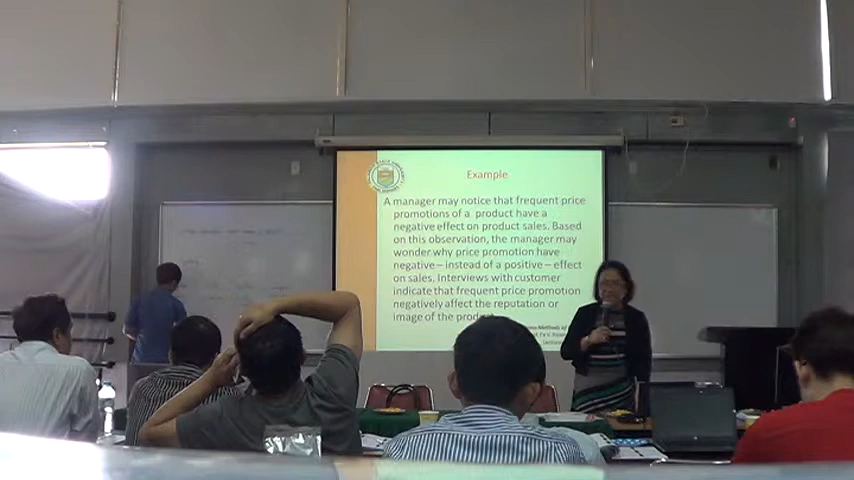 Example
A manager may notice that frequent price
promotions of a product have a
negative effect on product sales. Based
on this observation, the manager may
wonder why price promotion have
negative – instead of a positive – effect
on sales. Interviews with customer
indicate that frequent price promotion
negatively affect the reputation or
image of the product.
Methods of